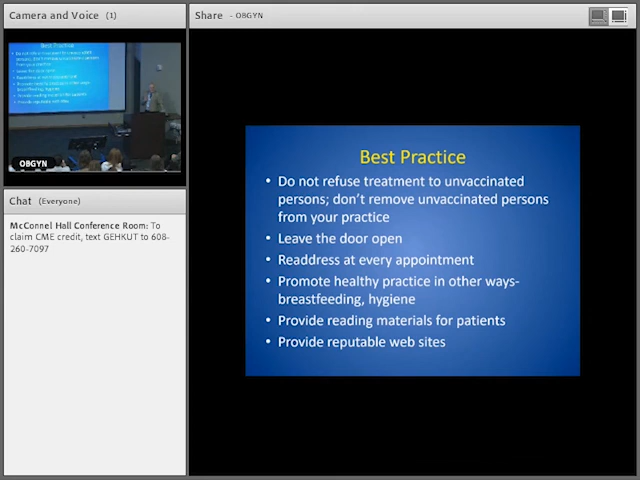 Camera and Voice (1)
Best Practice
OBGYN
Chat (Everyone)
McConnel Hall Conference Room: To
claim CME credit, text GEHKUT to 608-
260-7097
Share - OBGYN
Best Practice
• Do not refuse treatment to unvaccinated
persons; don't remove unvaccinated persons
from your practice
• Leave the door open
• Readdress at every appointment
• Promote healthy practice in other ways-
breastfeeding, hygiene
• Provide reading materials for patients
• Provide reputable web sites